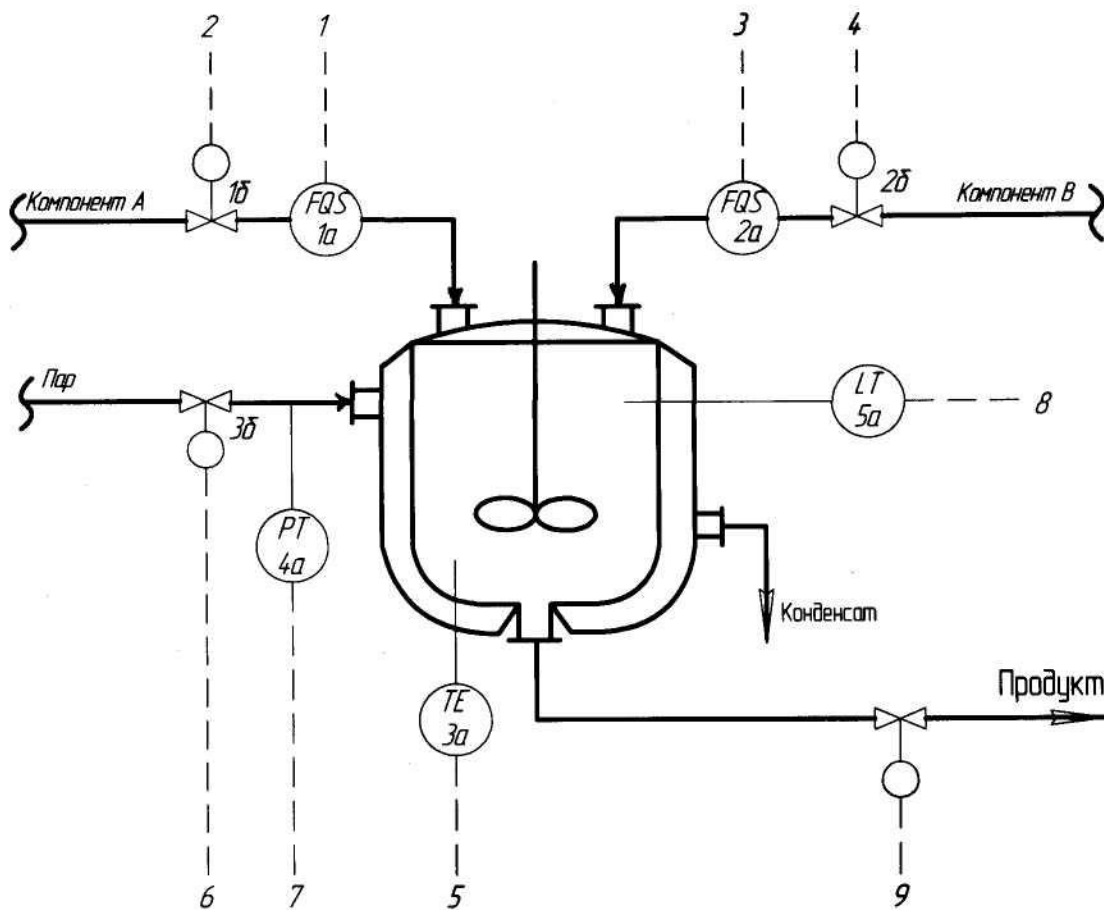 2
1
3
4
Компонент А
1б
FQS
1а
FQS
2а
2б
Компонент В
Пар
3б
LT
5а
8
PT
4а
Конденсат
TE
3а
Продукт
6
7
5
9